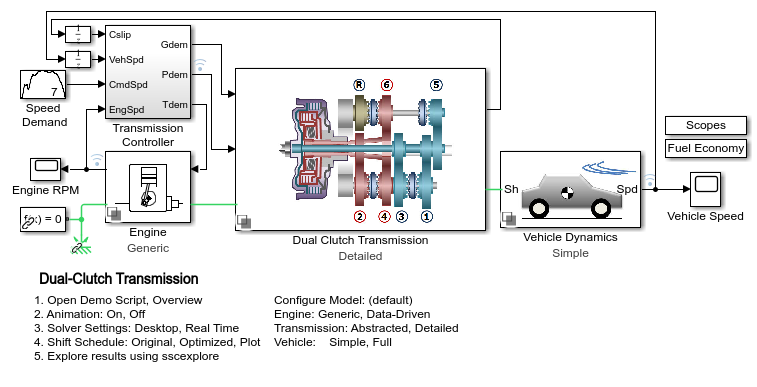 Cslip
VehSpd
CmdSpd
EngSpd
Gdem
Pdem
Tdem
7
Speed
Demand
Transmission
Controller
R
6
5
2
4
3
1
Scopes
Fuel Economy
Engine RPM
f(x) = 0
Engine
Generic
Dual Clutch Transmission
Detailed
Sh
Spd
Vehicle Dynamics
Simple
Vehicle Speed
Dual-Clutch Transmission
1. Open Demo Script, Overview
2. Animation: On, Off
3. Solver Settings: Desktop, Real Time
4. Shift Schedule: Original, Optimized, Plot
5. Explore results using sscexplore
Configure Model: (default)
Engine: Generic, Data-Driven
Transmission: Abstracted, Detailed
Vehicle: Simple, Full